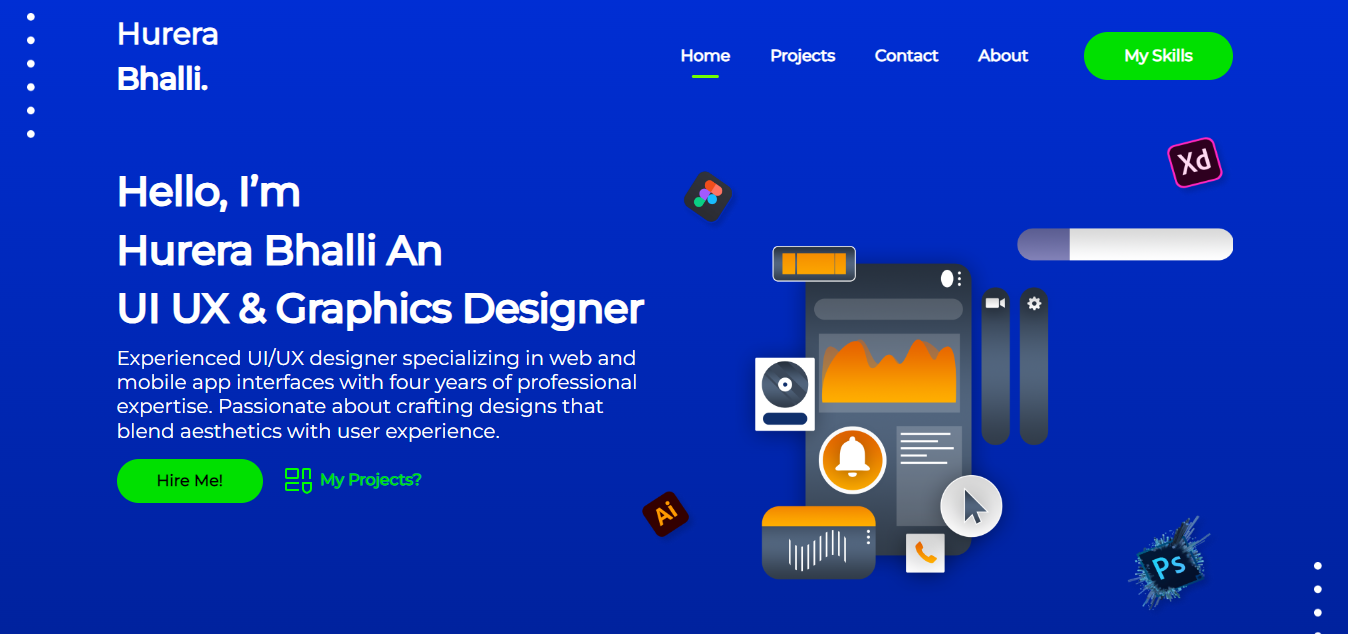 Hurera
Bhalli.
Home Projects Contact About My Skills
Xd
Hello, I’m
Hurera Bhalli An
UI UX & Graphics Designer
Experienced UI/UX designer specializing in web and
mobile app interfaces with four years of professional
expertise. Passionate about crafting designs that
blend aesthetics with user experience.
Hire Me! My Projects?
Ai
Ps